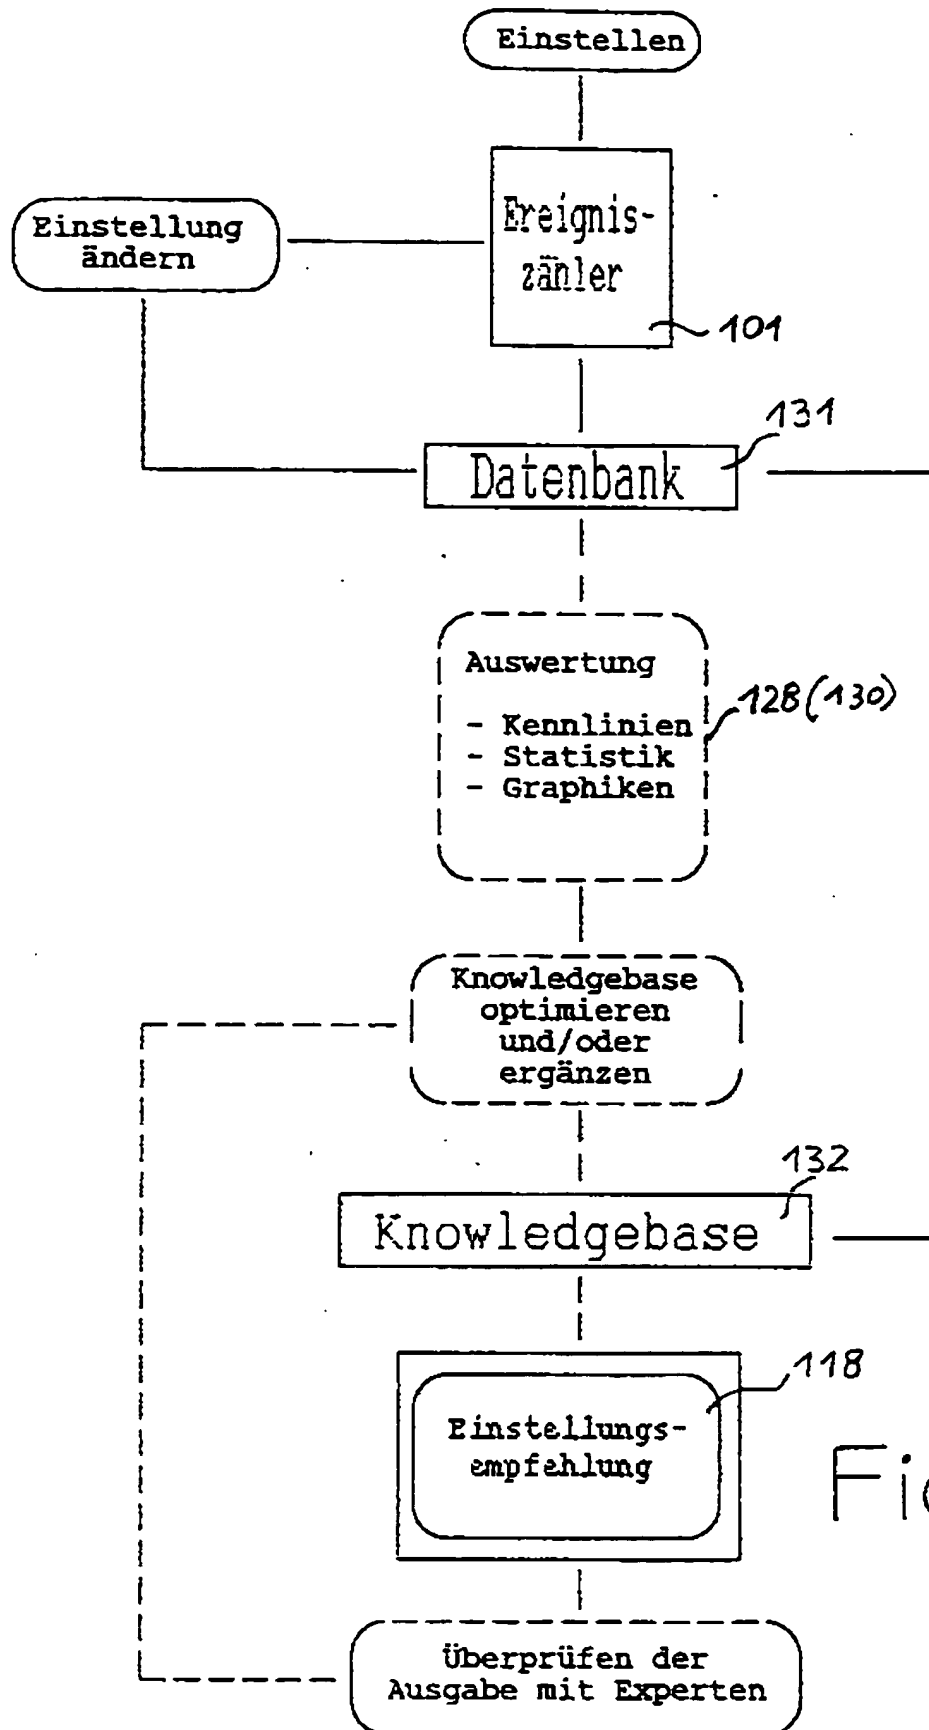 Einstellen
Ereignis-
zähler
Einstellung
ändern
101
131
Datenbank
Auswertung
- Kennlinien
- Statistik
- Graphiken
128(130)
Knowledgebase
optimieren
und/oder
ergänzen
132
Knowledgebase
118
Einstellungs-
empfehlung
Überprüfen der
Ausgabe mit Experten